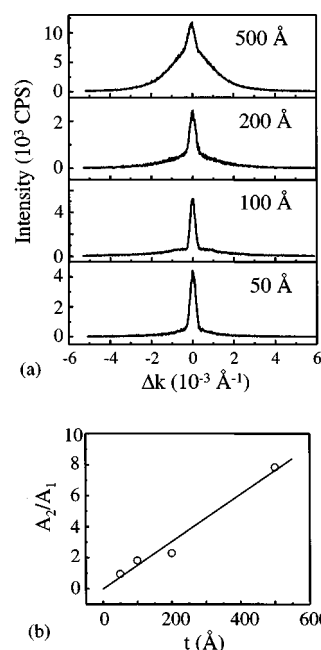 500 Å
10
5
0
200 Å
2
0
100 Å
4
0
50 Å
4
2
0
Intensity (10³ CPS)
-6 -4 -2 0 2 4 6
(a)
Δk (10⁻³ Å⁻¹)
10
8
6
4
2
0
A₂/A₁
0 200 400 600
(b)
t (Å)